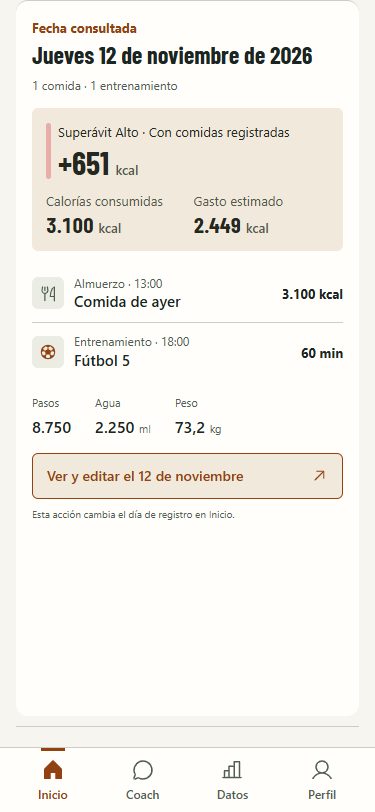 Fecha consultada
Jueves 12 de noviembre de 2026
1 comida · 1 entrenamiento
Superávit Alto · Con comidas registradas
+651 kcal
Calorías consumidas Gasto estimado
3.100 kcal 2.449 kcal
Almuerzo · 13:00
Comida de ayer 3.100 kcal
Entrenamiento · 18:00
Fútbol 5 60 min
Pasos Agua Peso
8.750 2.250 ml 73,2 kg
Ver y editar el 12 de noviembre
Esta acción cambia el día de registro en Inicio.
Inicio Coach Datos Perfil